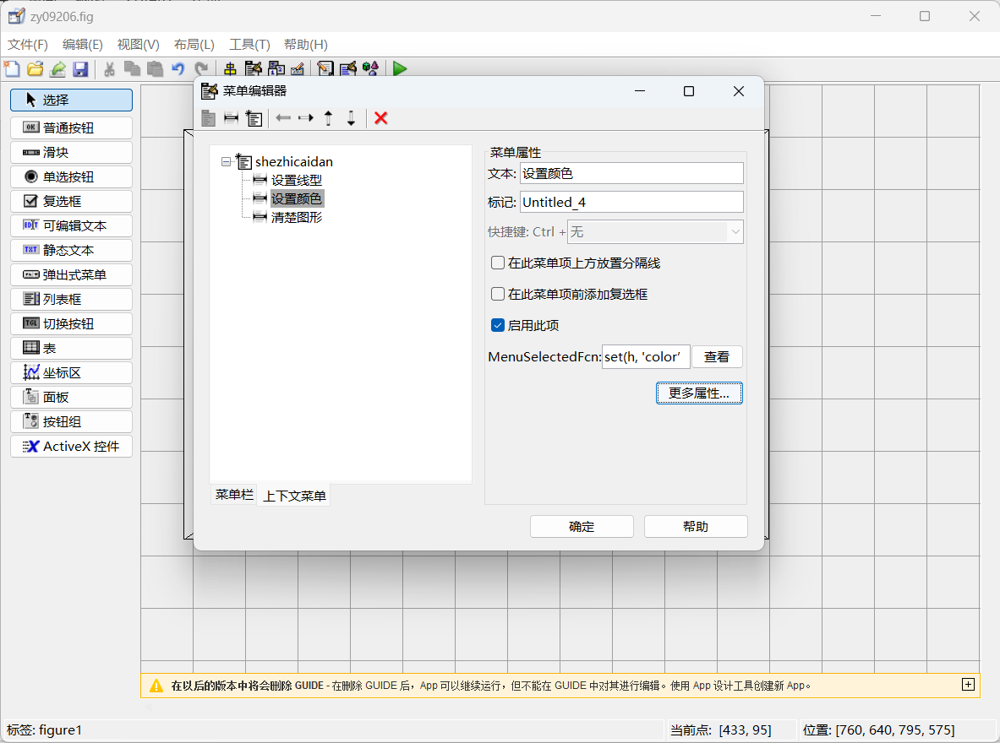 zy09206.fig
文件(F) 编辑(E) 视图(V) 布局(L) 工具(T) 帮助(H)
选择
OK 普通按钮
滑块
单选按钮
复选框
EDIT 可编辑文本
TXT 静态文本
弹出式菜单
列表框
TGL 切换按钮
表
坐标区
T 面板
T 按钮组
X ActiveX 控件
菜单编辑器
shezhicaidan
设置线型
设置颜色
清楚图形
菜单栏 上下文菜单
菜单属性
文本: 设置颜色
标记: Untitled_4
快捷键: Ctrl + 无
在此菜单项上方放置分隔线
在此菜单项前添加复选框
启用此项
MenuSelectedFcn: set(h, 'color' 查看
更多属性...
确定 帮助
在以后的版本中将会删除 GUIDE - 在删除 GUIDE 后，App 可以继续运行，但不能在 GUIDE 中对其进行编辑。使用 App 设计工具创建新 App。
标签: figure1 当前点: [433, 95] 位置: [760, 640, 795, 575]